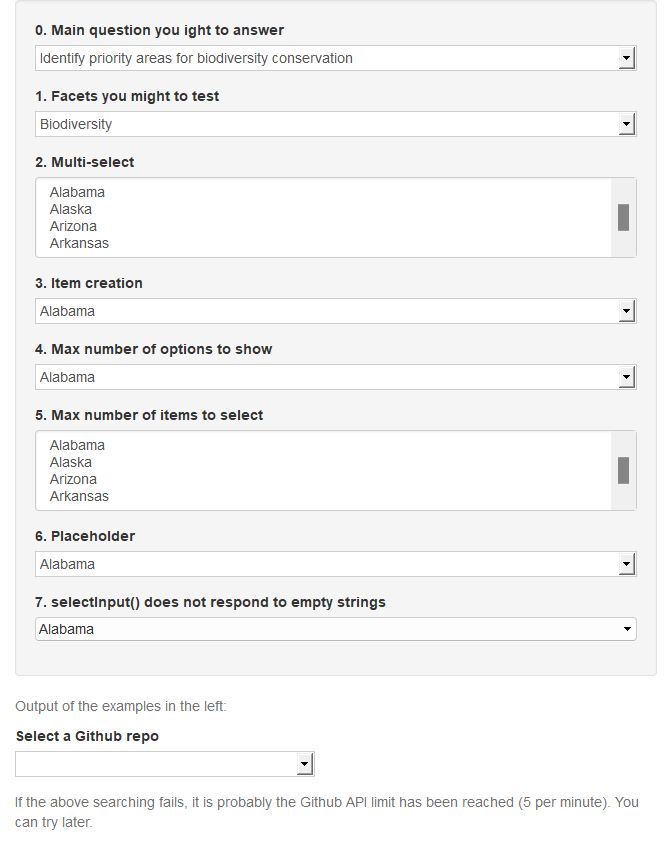 0. Main question you ight to answer
Identify priority areas for biodiversity conservation
1. Facets you might to test
Biodiversity
2. Multi-select
Alabama
Alaska
Arizona
Arkansas
3. Item creation
Alabama
4. Max number of options to show
Alabama
5. Max number of items to select
Alabama
Alaska
Arizona
Arkansas
6. Placeholder
Alabama
7. selectInput() does not respond to empty strings
Alabama
Output of the examples in the left:
Select a Github repo
If the above searching fails, it is probably the Github API limit has been reached (5 per minute). You
can try later.